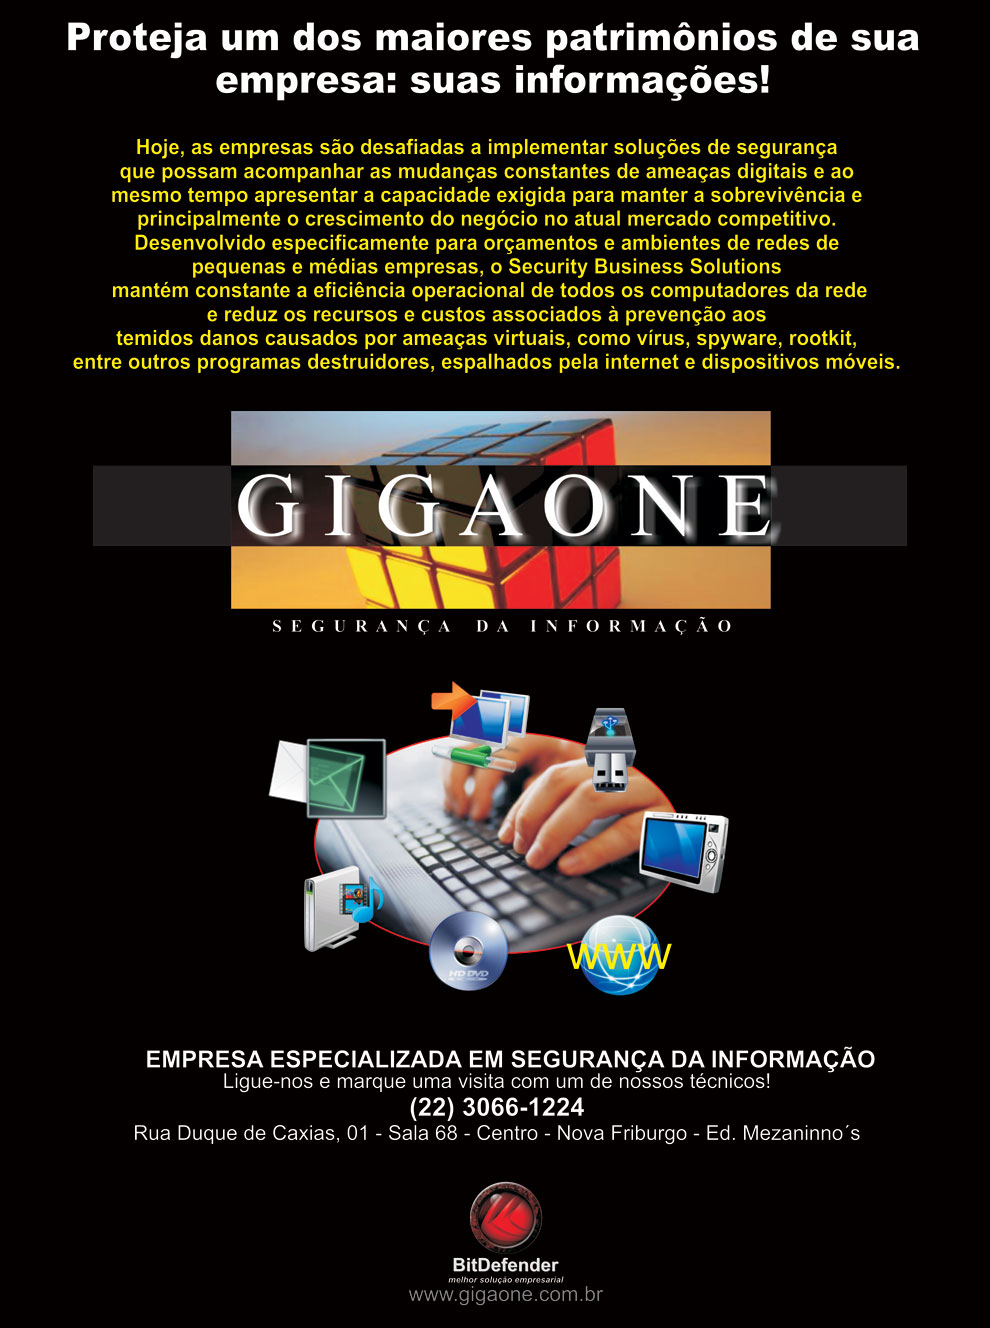 Proteja um dos maiores patrimônios de sua
empresa: suas informações!
Hoje, as empresas são desafiadas a implementar soluções de segurança
que possam acompanhar as mudanças constantes de ameaças digitais e ao
mesmo tempo apresentar a capacidade exigida para manter a sobrevivência e
principalmente o crescimento do negócio no atual mercado competitivo.
Desenvolvido especificamente para orçamentos e ambientes de redes de
pequenas e médias empresas, o Security Business Solutions
mantém constante a eficiência operacional de todos os computadores da rede
e reduz os recursos e custos associados à prevenção aos
temidos danos causados por ameaças virtuais, como vírus, spyware, rootkit,
entre outros programas destruidores, espalhados pela internet e dispositivos móveis.
GIGAONE
SEGURANÇA DA INFORMAÇÃO
HD DVD
WWW
EMPRESA ESPECIALIZADA EM SEGURANÇA DA INFORMAÇÃO
Ligue-nos e marque uma visita com um de nossos técnicos!
(22) 3066-1224
Rua Duque de Caxias, 01 - Sala 68 - Centro - Nova Friburgo - Ed. Mezaninno´s
BitDefender
melhor solução empresarial
www.gigaone.com.br